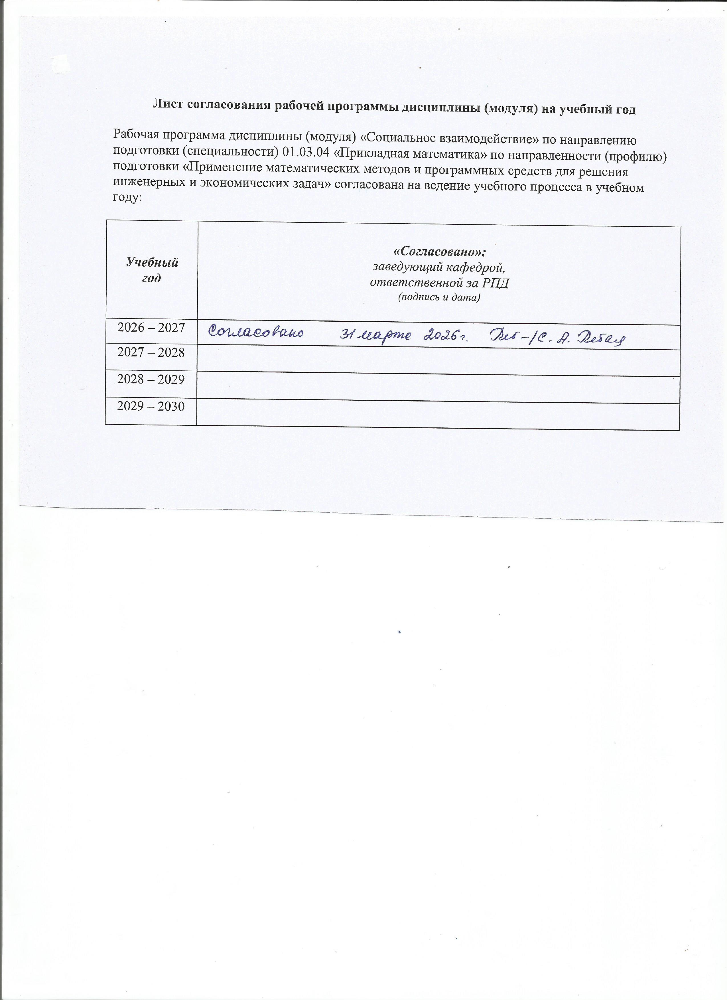 Лист согласования рабочей программы дисциплины (модуля) на учебный год
Рабочая программа дисциплины (модуля) «Социальное взаимодействие» по направлению
подготовки (специальности) 01.03.04 «Прикладная математика» по направленности (профилю)
подготовки «Применение математических методов и программных средств для решения
инженерных и экономических задач» согласована на ведение учебного процесса в учебном
году:
Учебный
год
«Согласовано»:
заведующий кафедрой,
ответственной за РПД
(подпись и дата)
2026 – 2027
Согласовано 31 марта 2026 г. /С. А.
2027 – 2028
2028 – 2029
2029 – 2030